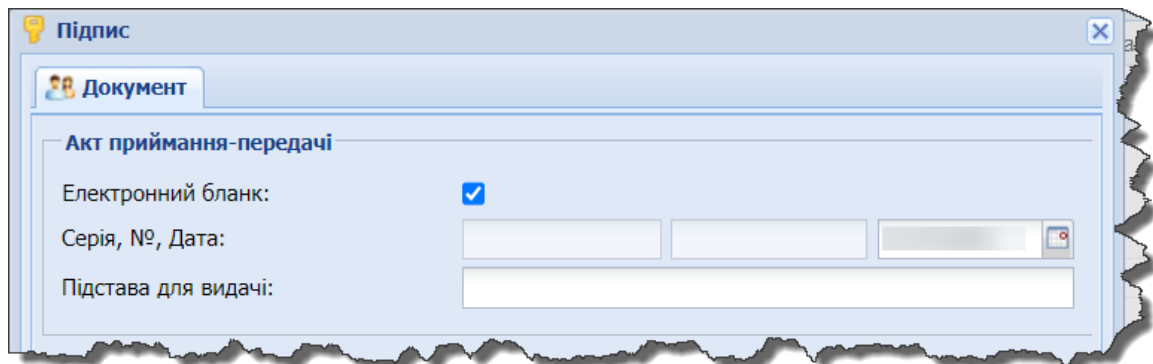 Підпис
Документ
Акт приймання-передачі
Електронний бланк:
Серія, №, Дата:
Підстава для видачі: